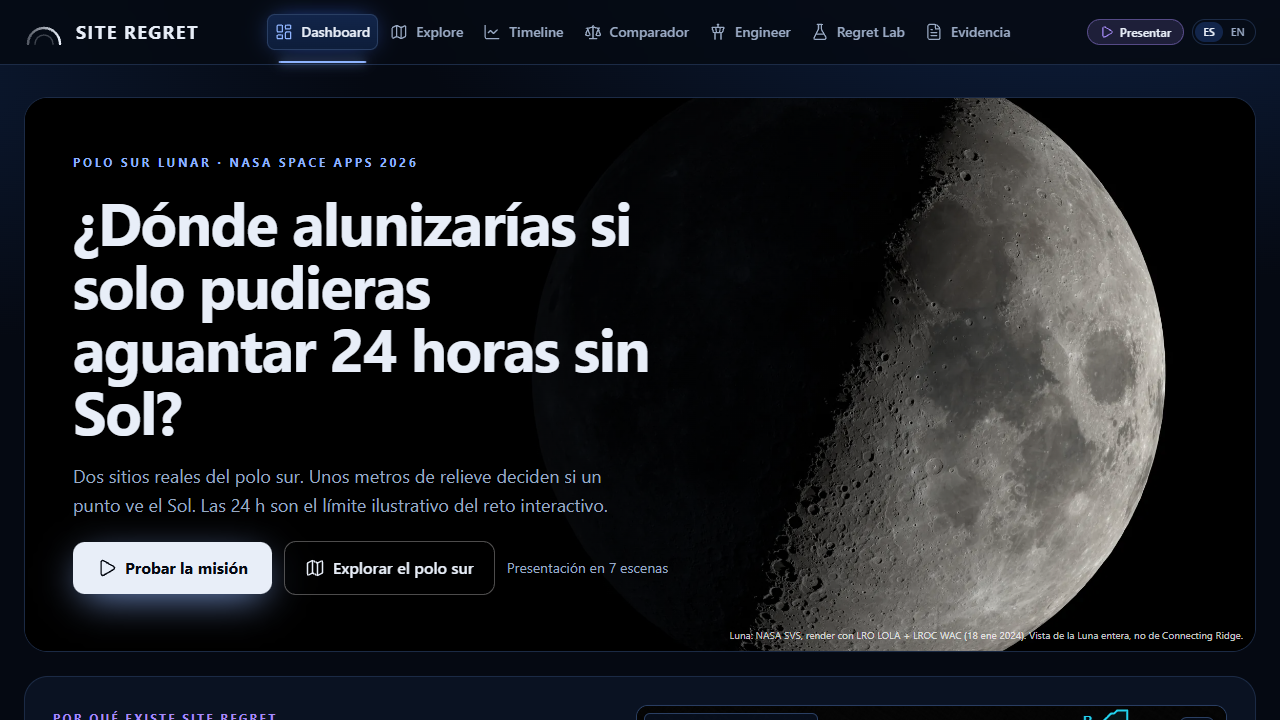 SITE REGRET
Dashboard
Explore
Timeline
Comparador
Engineer
Regret Lab
Evidencia
Presentar
ES
EN
POLO SUR LUNAR · NASA SPACE APPS 2026
¿Dónde alunizarías si
solo pudieras
aguantar 24 horas sin
Sol?
Dos sitios reales del polo sur. Unos metros de relieve deciden si un
punto ve el Sol. Las 24 h son el límite ilustrativo del reto interactivo.
Probar la misión
Explorar el polo sur
Presentación en 7 escenas
Luna: NASA SVS, render con LRO LOLA + LROC WAC (18 ene 2024). Vista de la Luna entera, no de Connecting Ridge.
POR QUÉ EXISTE SITE REGRET